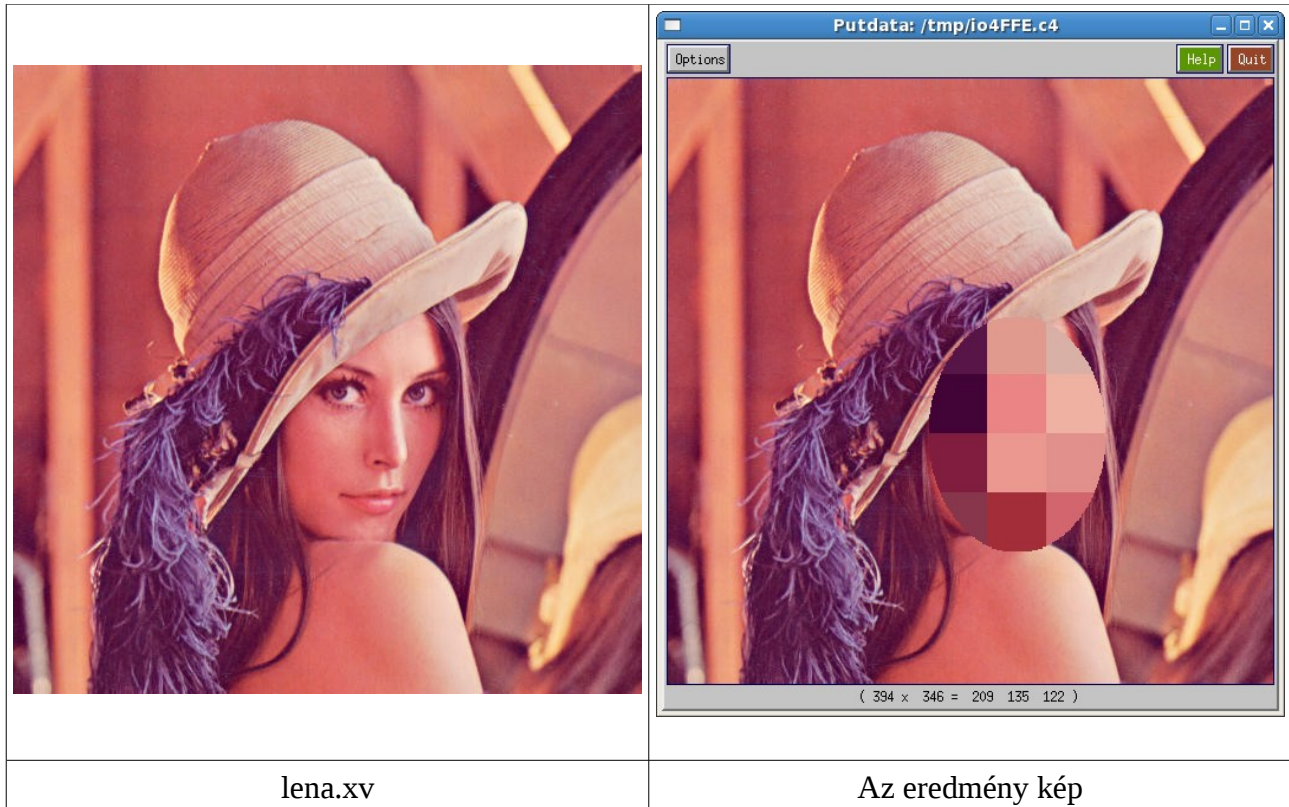 Putdata: /tmp/io4FFE.c4
Options Help Quit
( 394 x 346 = 209 135 122 )
lena.xv
Az eredmény kép